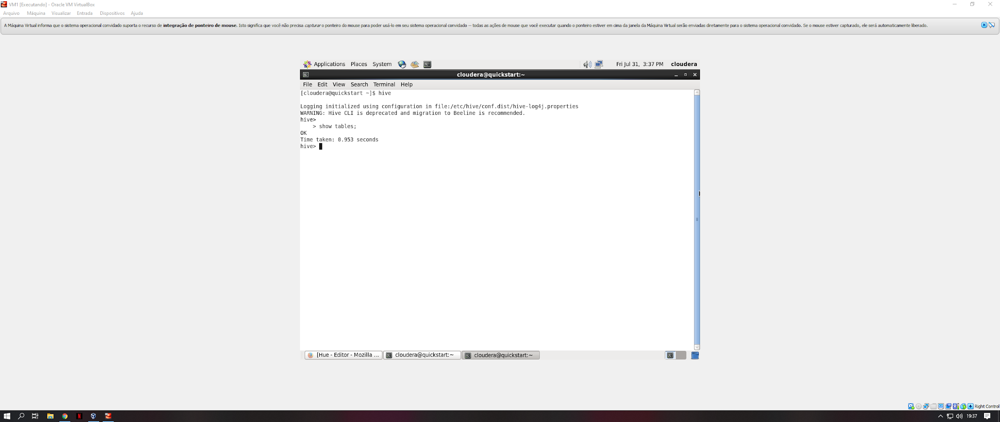 VM1 [Executando] - Oracle VM VirtualBox
Arquivo Máquina Visualizar Entrada Dispositivos Ajuda
A Máquina Virtual informa que o sistema operacional convidado suporta o recurso de integração de ponteiro de mouse. Isto significa que você não precisa capturar o ponteiro do mouse para poder usá-lo em seu sistema operacional convidado -- todas as ações de mouse que você executar quando o ponteiro estiver em cima da janela da Máquina Virtual serão enviadas diretamente para o sistema operacional convidado. Se o mouse estiver capturado, ele será automaticamente liberado.
Applications Places System Fri Jul 31, 3:37 PM cloudera
cloudera@quickstart:~
File Edit View Search Terminal Help
[cloudera@quickstart ~]$ hive
Logging initialized using configuration in file:/etc/hive/conf.dist/hive-log4j.properties
WARNING: Hive CLI is deprecated and migration to Beeline is recommended.
hive>
    > show tables;
OK
Time taken: 0.953 seconds
hive>
[Hue - Editor - Mozilla ... cloudera@quickstart:~ cloudera@quickstart:~
Right Control
N 19:37